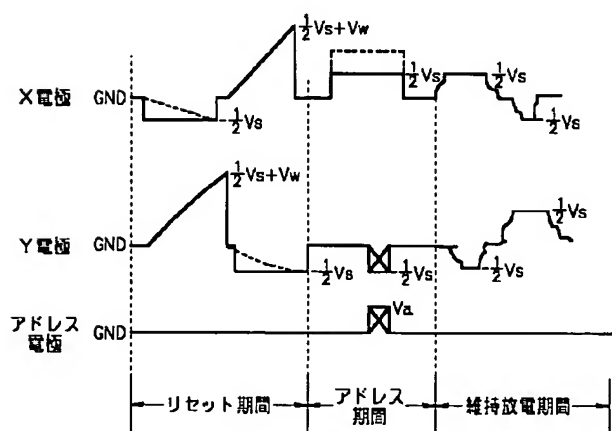 ½Vs+Vw
X電極 GND ½Vs ½Vs
-½Vs -½Vs
½Vs+Vw
½Vs
Y電極 GND
-½Vs -½Vs -½Vs
Va
アドレス電極 GND
リセット期間 アドレス期間 維持放電期間